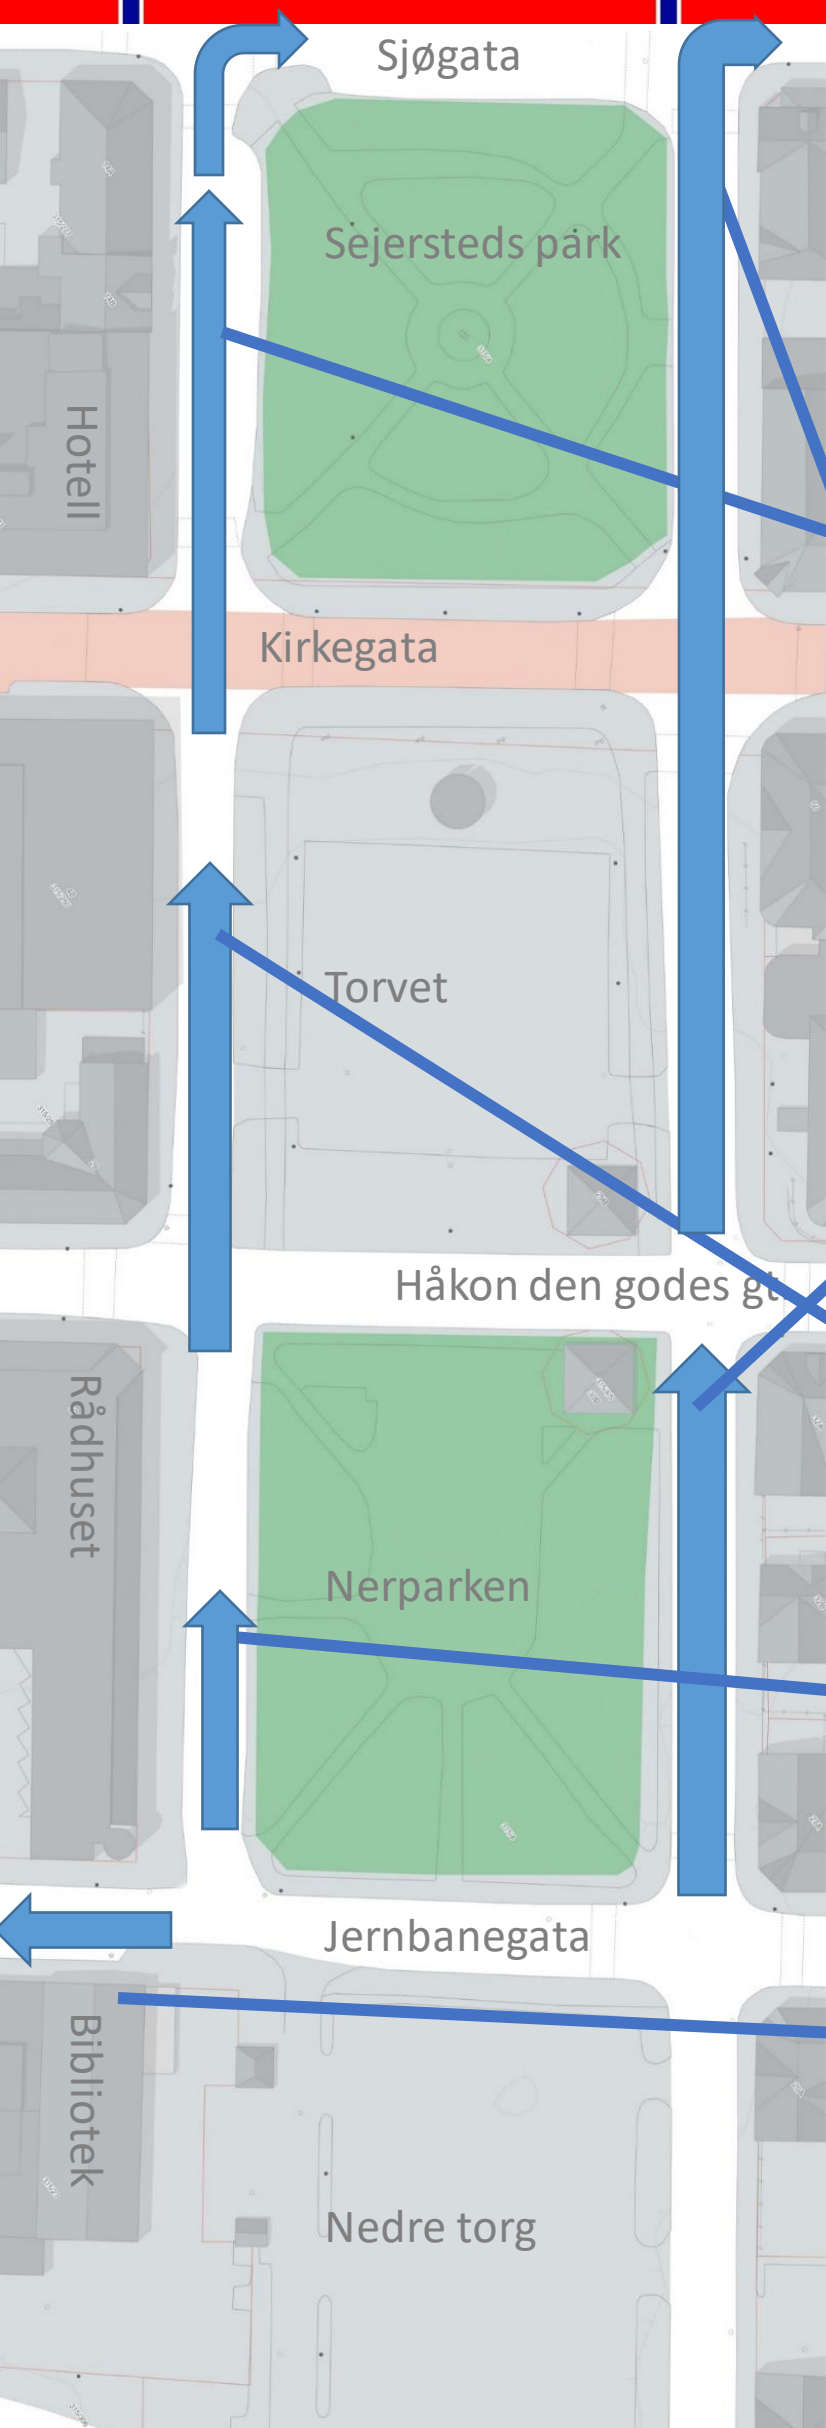 Sjøgata
Sejersteds park
Hotell
Kirkegata
Torvet
Håkon den godes gt.
Rådhuset
Nerparken
Jernbanegata
Bibliotek
Nedre torg